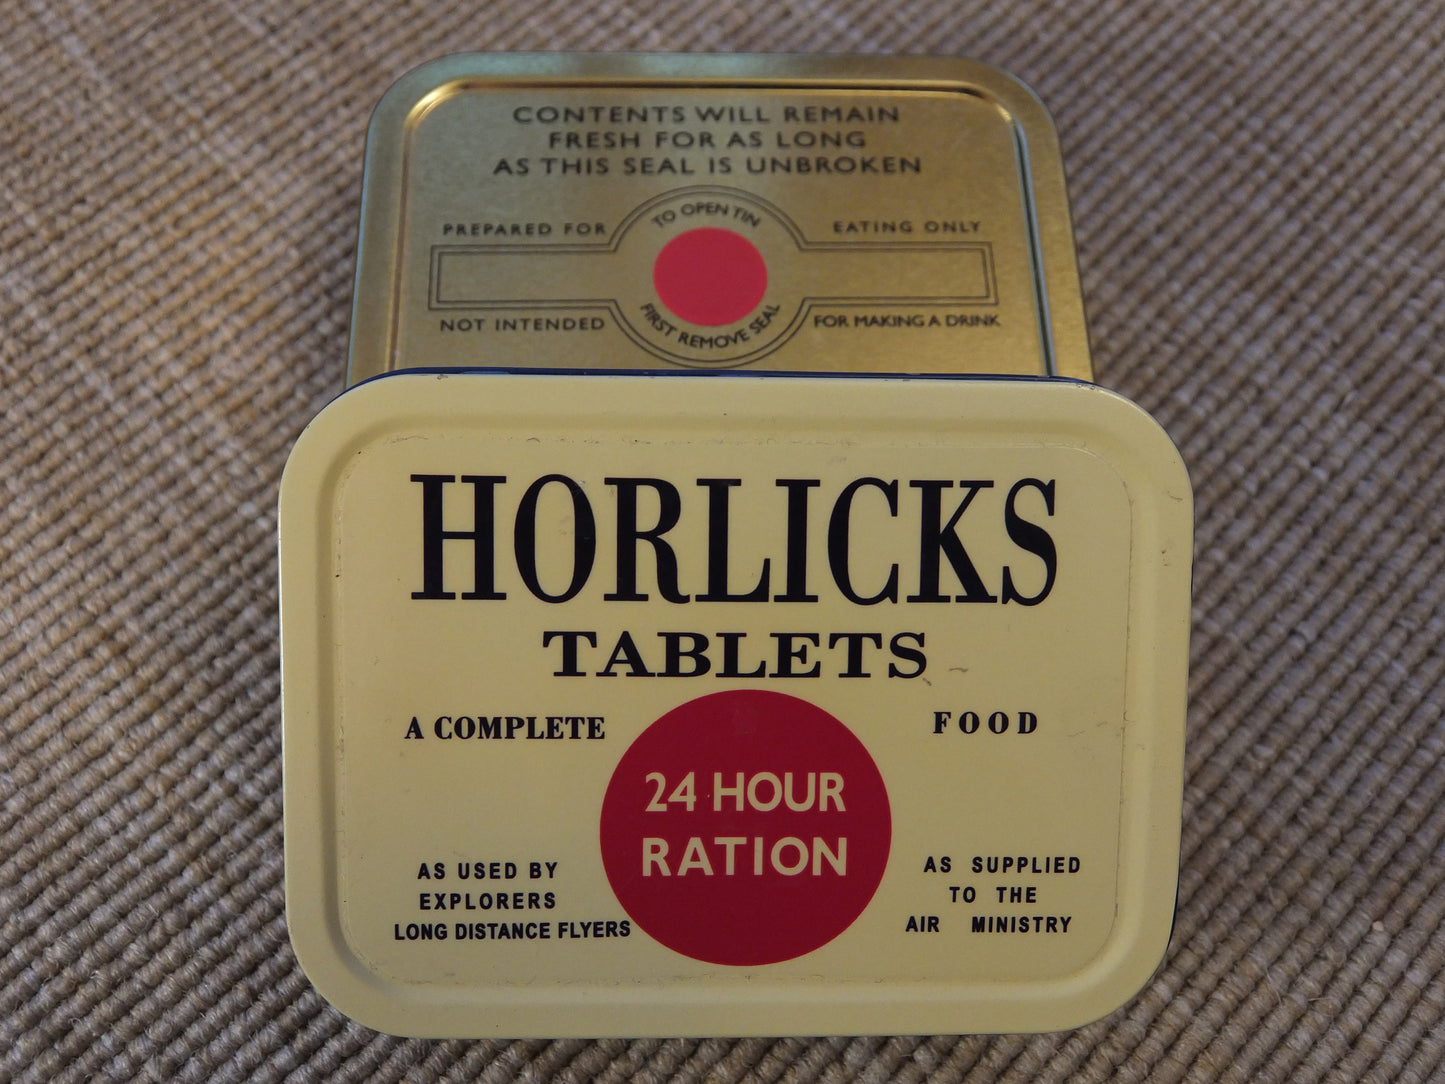 CONTENTS WILL REMAIN
FRESH FOR AS LONG
AS THIS SEAL IS UNBROKEN
PREPARED FOR
TO OPEN TIN
EATING ONLY
NOT INTENDED
FIRST REMOVE SEAL
FOR MAKING A DRINK
HORLICKS
TABLETS
A COMPLETE
FOOD
24 HOUR
RATION
AS USED BY
EXPLORERS
LONG DISTANCE FLYERS
AS SUPPLIED
TO THE
AIR MINISTRY